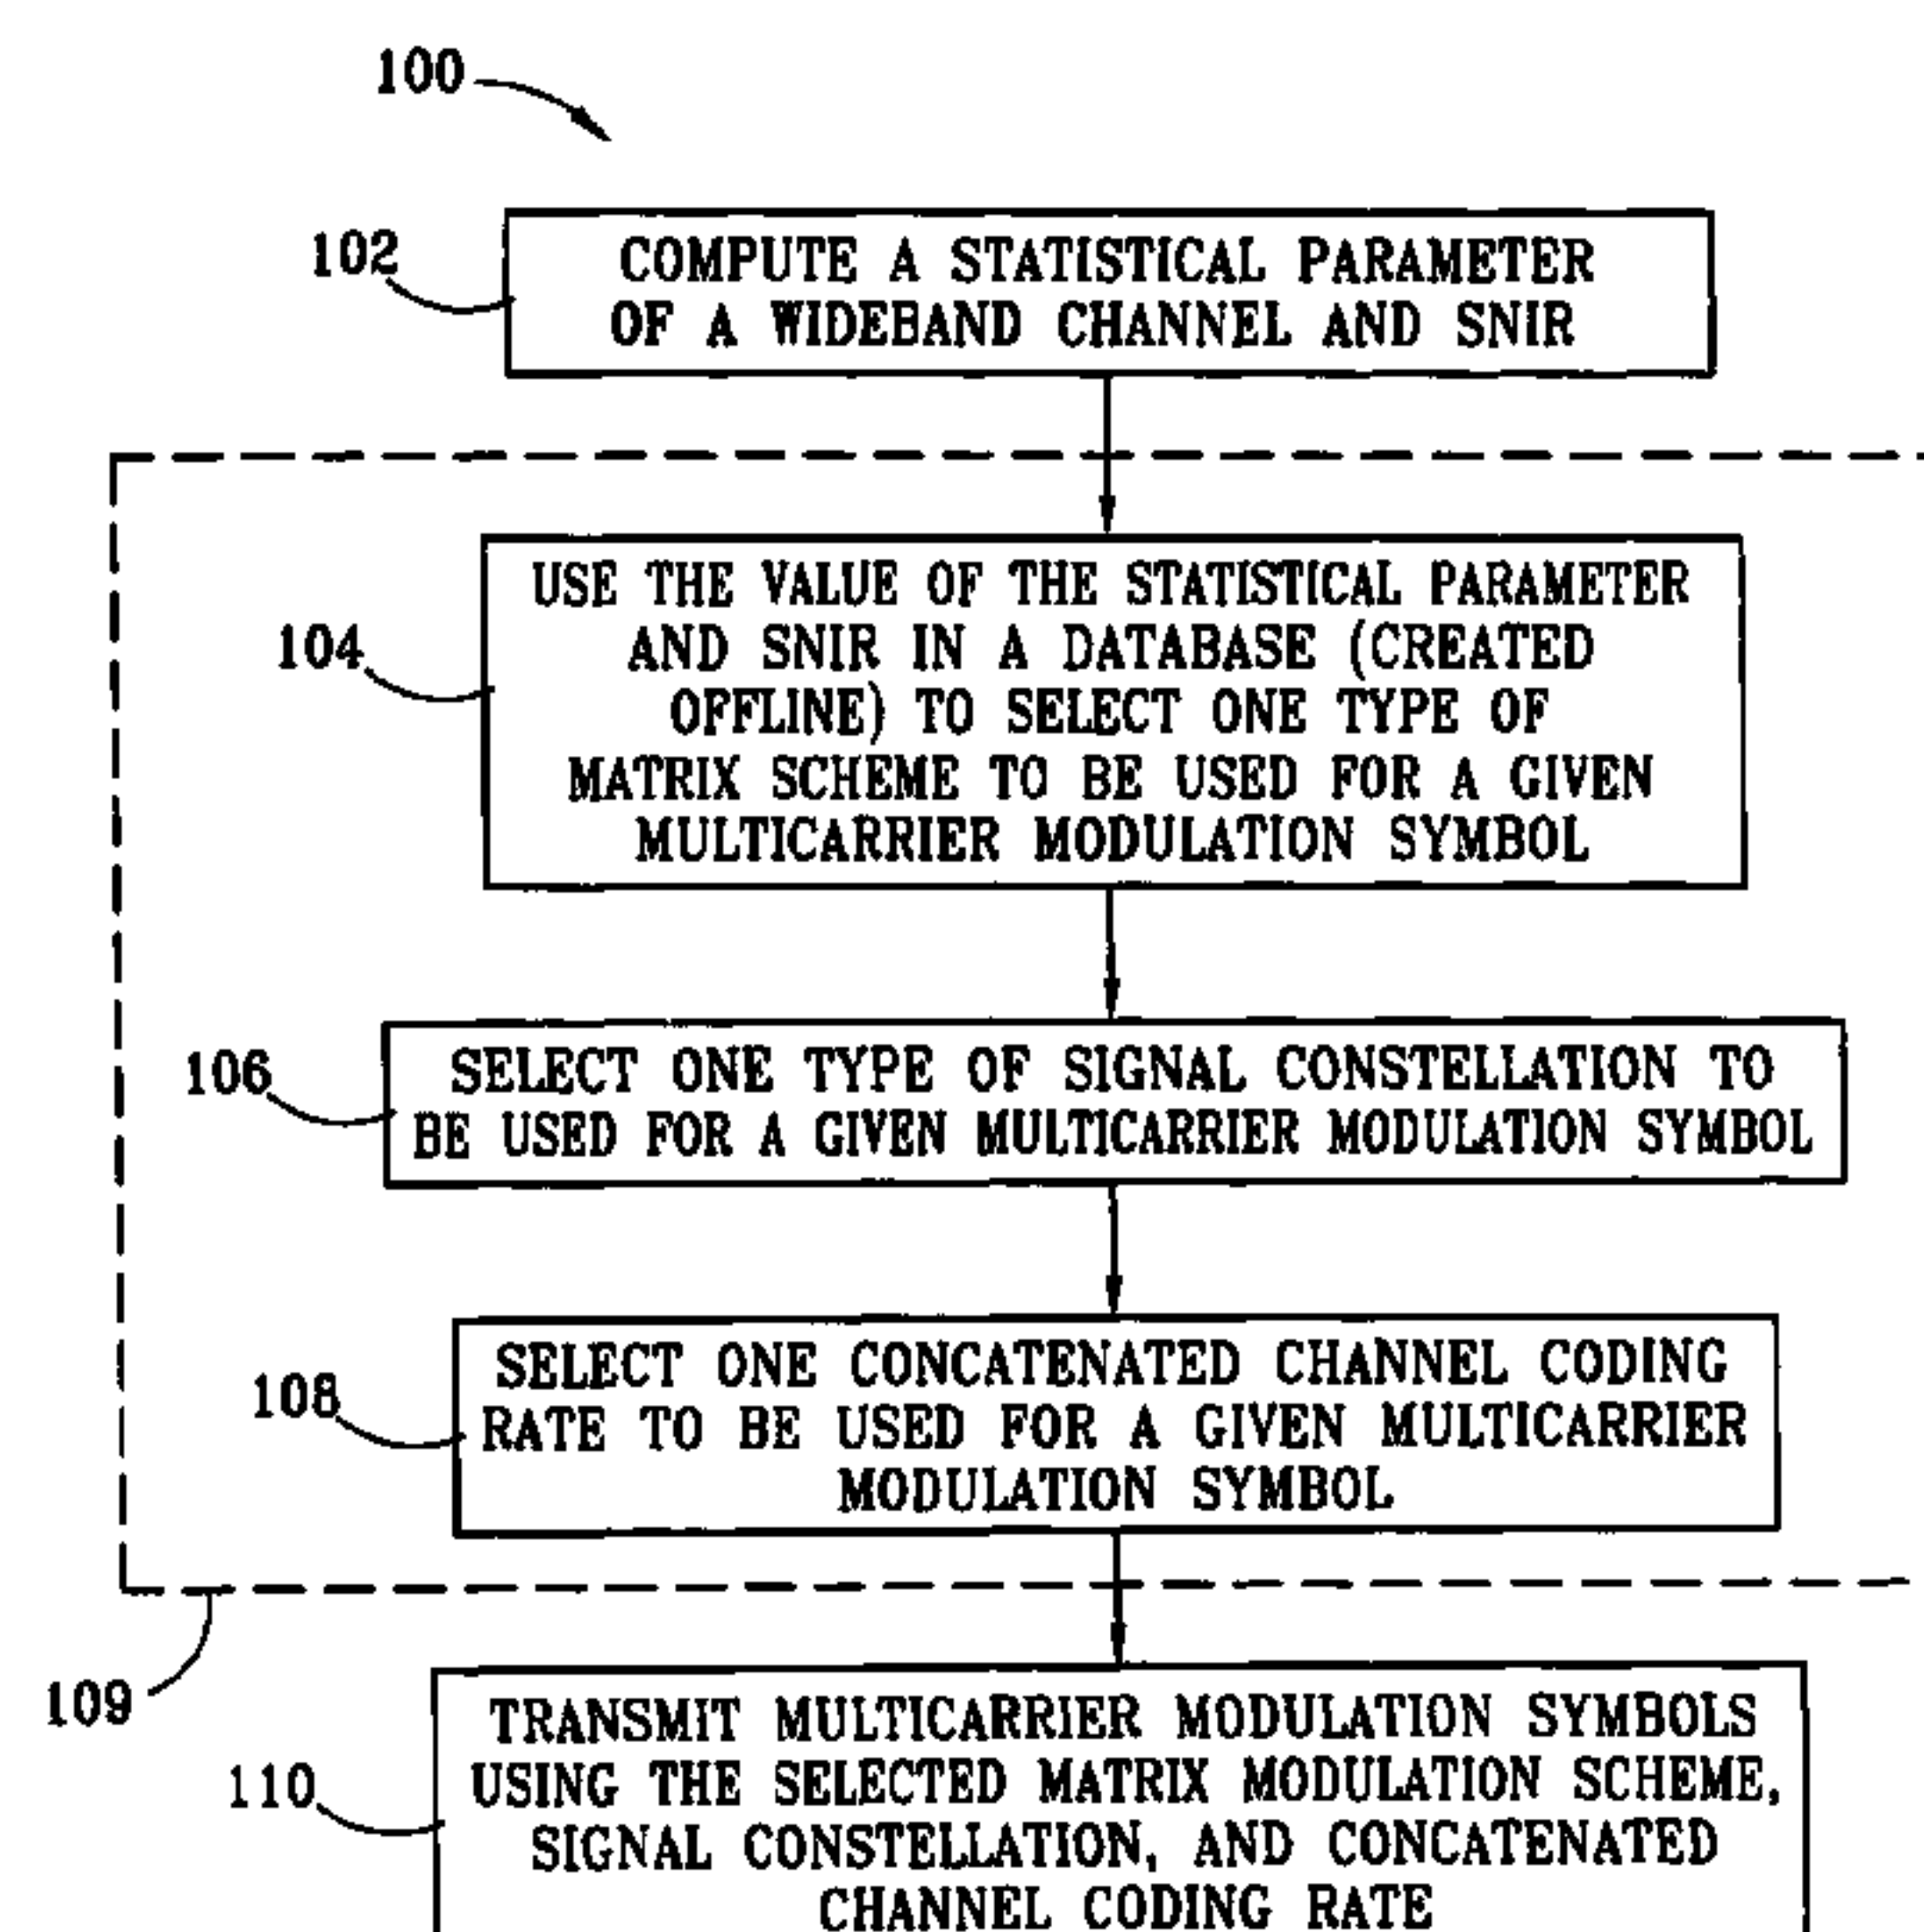 100
102
COMPUTE A STATISTICAL PARAMETER
OF A WIDEBAND CHANNEL AND SNIR
104
USE THE VALUE OF THE STATISTICAL PARAMETER
AND SNIR IN A DATABASE (CREATED
OFFLINE) TO SELECT ONE TYPE OF
MATRIX SCHEME TO BE USED FOR A GIVEN
MULTICARRIER MODULATION SYMBOL
106
SELECT ONE TYPE OF SIGNAL CONSTELLATION TO
BE USED FOR A GIVEN MULTICARRIER MODULATION SYMBOL
108
SELECT ONE CONCATENATED CHANNEL CODING
RATE TO BE USED FOR A GIVEN MULTICARRIER
MODULATION SYMBOL
109
110
TRANSMIT MULTICARRIER MODULATION SYMBOLS
USING THE SELECTED MATRIX MODULATION SCHEME,
SIGNAL CONSTELLATION, AND CONCATENATED
CHANNEL CODING RATE